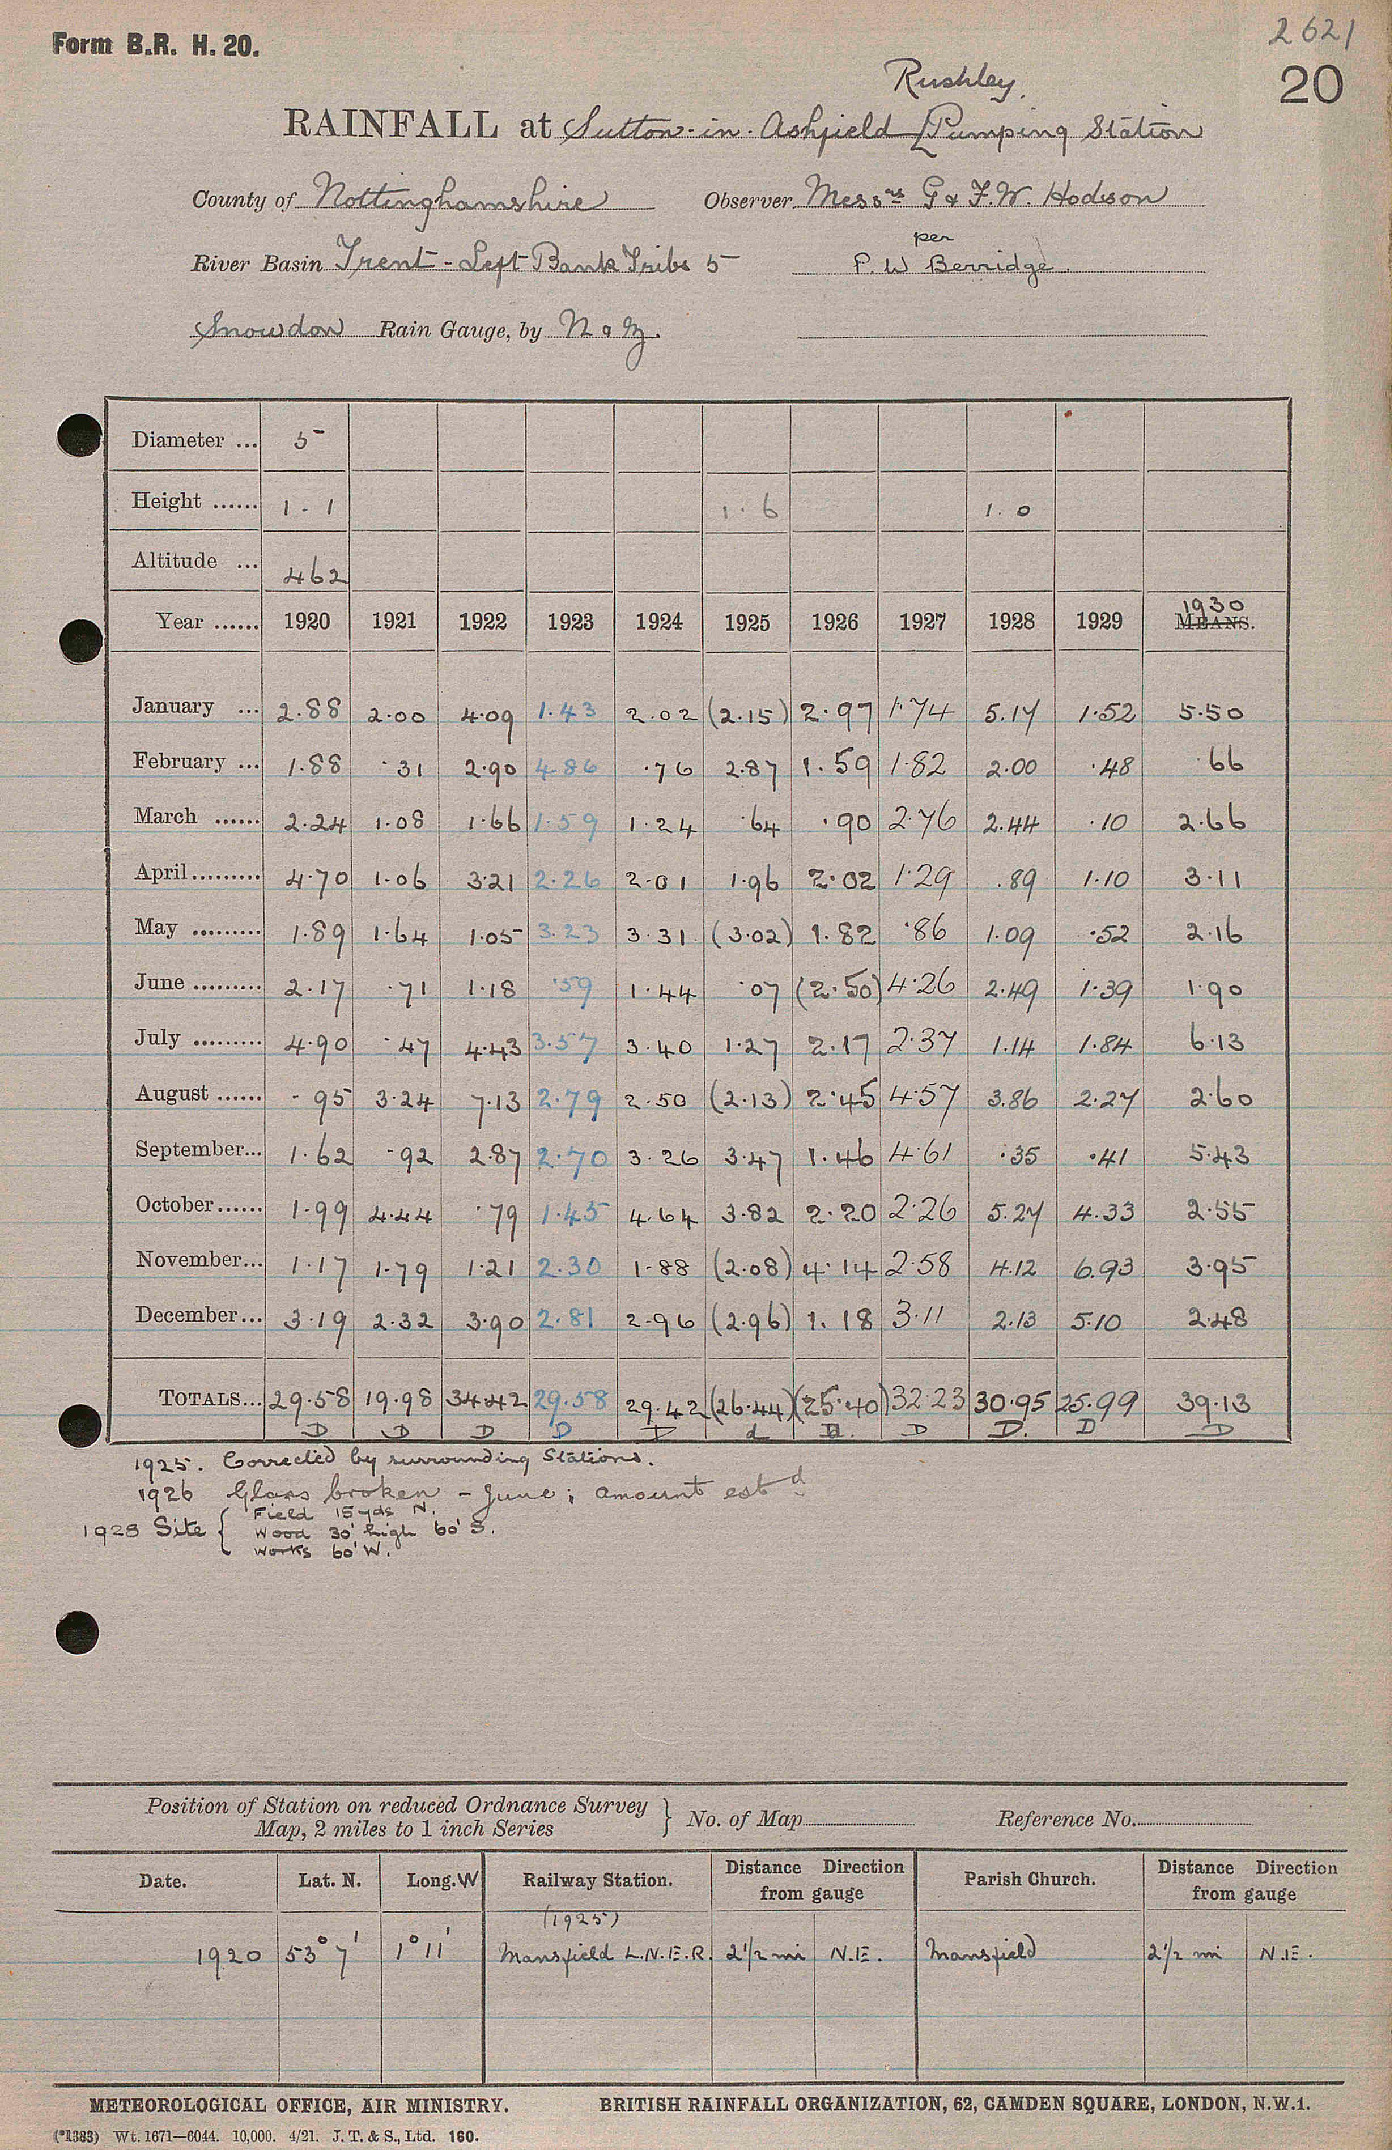 2621
Form B.R. H. 20.
20
Rushley.
RAINFALL at Sutton-in-Ashfield [Pumping Station
County of Nottinghamshire Observer Messrs G & F.W. Hodson
per
River Basin Trent - Left Bank Tribs 5 P. W Berridge
Snowdon Rain Gauge, by N & Z.
Diameter ... 5
Height ...... 1.1 1.6 1.0
Altitude ... 462
1930
Year ...... 1920 1921 1922 1923 1924 1925 1926 1927 1928 1929 MEANS.
January ... 2.88 2.00 4.09 1.43 2.02 (2.15) 2.97 1.74 5.17 1.52 5.50
February ... 1.88 .31 2.90 4.86 .76 2.87 1.59 1.82 2.00 .48 .66
March ...... 2.24 1.08 1.66 1.59 1.24 .64 .90 2.76 2.44 .10 2.66
April ......... 4.70 1.06 3.21 2.26 2.01 1.96 2.02 1.29 .89 1.10 3.11
May ......... 1.89 1.64 1.05 3.23 3.31 (3.02) 1.82 .86 1.09 .52 2.16
June ......... 2.17 .71 1.18 .59 1.44 .07 (2.50) 4.26 2.49 1.39 1.90
July ......... 4.90 .47 4.43 3.57 3.40 1.27 2.17 2.37 1.14 1.84 6.13
August ...... .95 3.24 7.13 2.79 2.50 (2.13) 2.45 4.57 3.86 2.27 2.60
September... 1.62 .92 2.87 2.70 3.26 3.47 1.46 4.61 .35 .41 5.43
October ...... 1.99 4.44 .79 1.45 4.64 3.82 2.20 2.26 5.27 4.33 2.55
November... 1.17 1.79 1.21 2.30 1.88 (2.08) 4.14 2.58 4.12 6.93 3.95
December... 3.19 2.32 3.90 2.81 2.96 (2.96) 1.18 3.11 2.13 5.10 2.48
TOTALS... 29.58 19.98 34.42 29.58 29.42 (26.44) (25.40) 32.23 30.95 25.99 39.13
D D D D D d D. D D. D D
1925. Corrected by surrounding Stations.
1926 Glass broken - June; amount estd
1928 Site { Field 15 yds N.
Wood 30' high 60' S.
Works 60' W.
Position of Station on reduced Ordnance Survey
Map, 2 miles to 1 inch Series } No. of Map Reference No.
Date. Lat. N. Long. W Railway Station. Distance Direction from gauge Parish Church. Distance Direction from gauge
(1925)
1920 53° 7' 1° 11' Mansfield L.N.E.R. 2½ mi N.E. Mansfield 2½ mi N.E.
METEOROLOGICAL OFFICE, AIR MINISTRY. BRITISH RAINFALL ORGANIZATION, 62, CAMDEN SQUARE, LONDON, N.W.1.
(*1383) Wt. 1671—6044. 10,000. 4/21. J. T. & S., Ltd. 160.